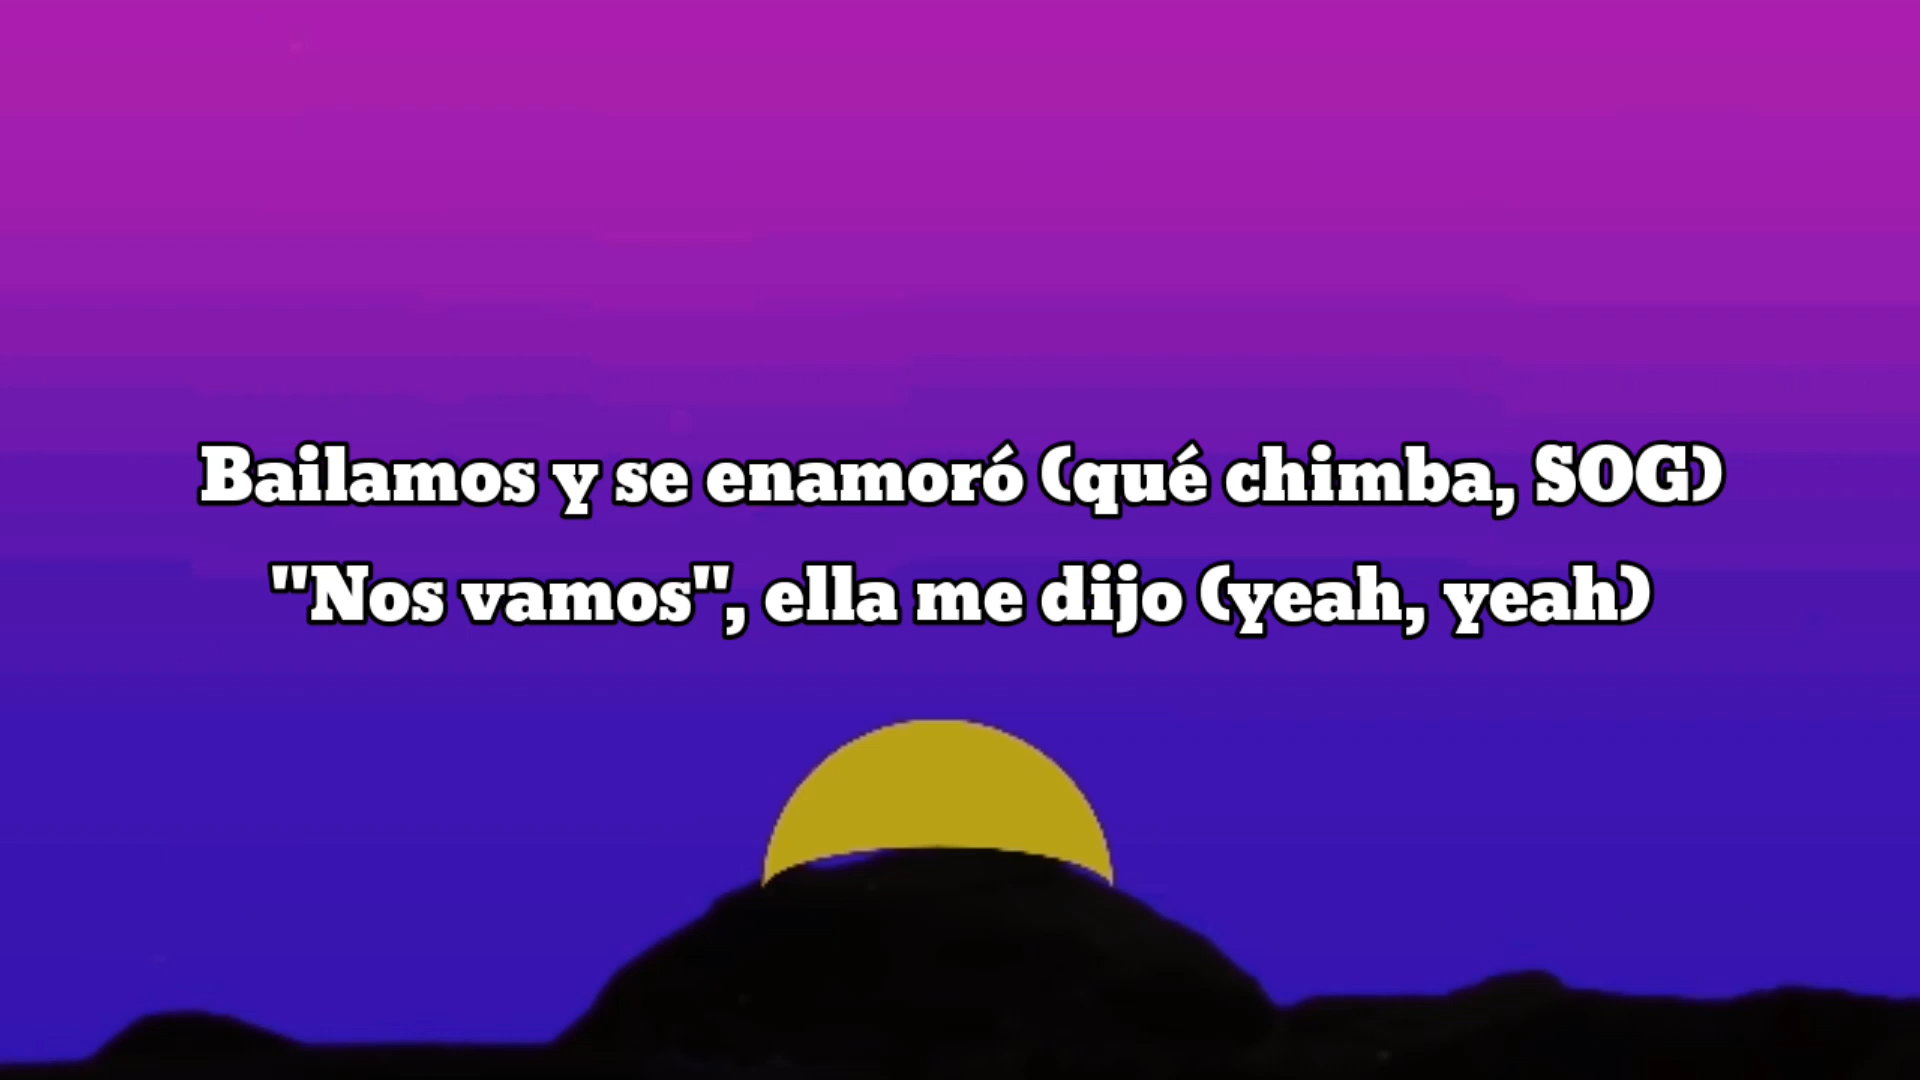 Bailamos y se enamoró (qué chimba, SOG)
"Nos vamos", ella me dijo (yeah, yeah)